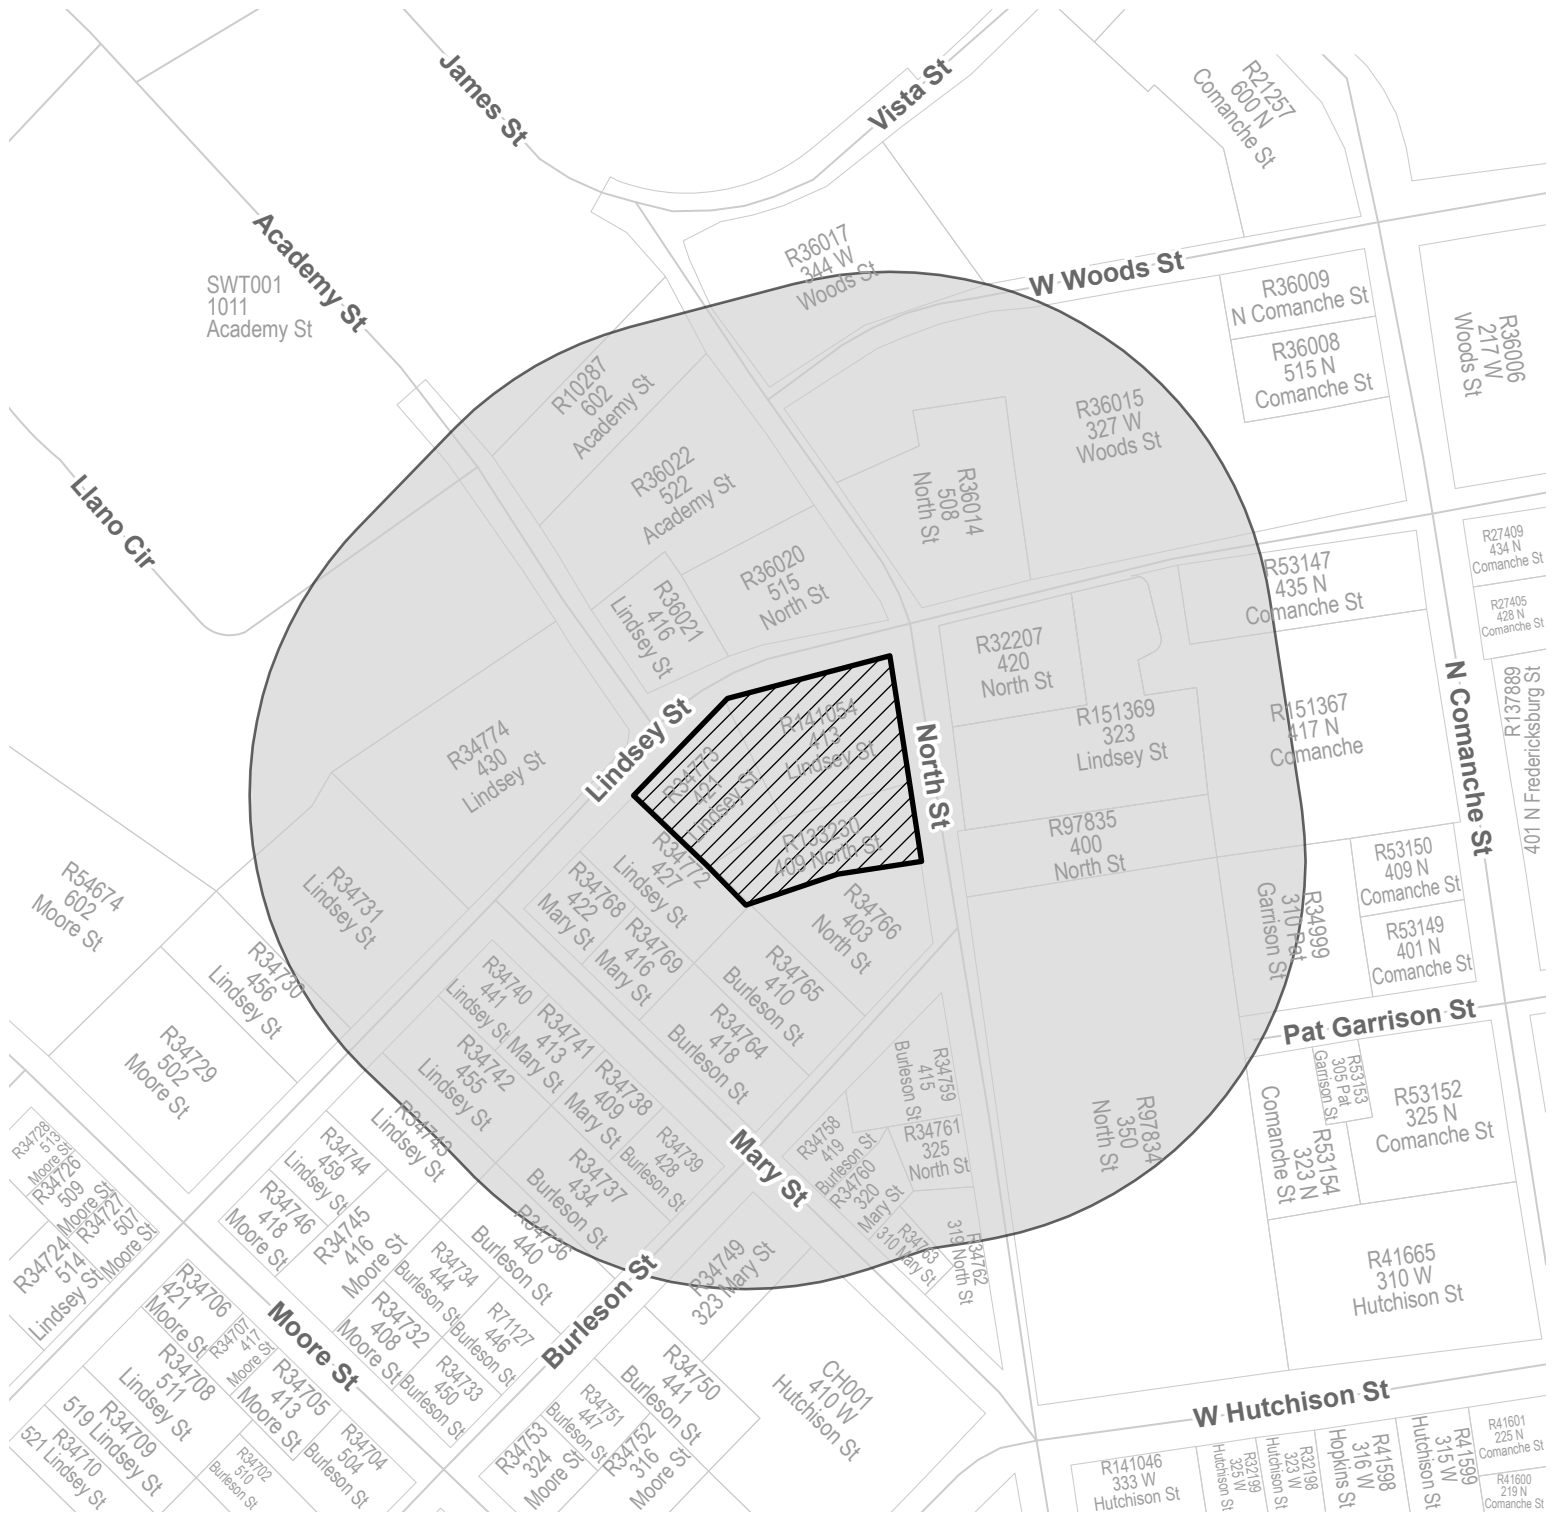 James St
Vista St
R21257
600 N
Comanche St
Academy St
SWT001
1011
Academy St
R36017
344 W
Woods St
W Woods St
R36009
N Comanche St
R36008
515 N
Comanche St
R36006
217 W
Woods St
R10287
602
Academy St
R36022
522
Academy St
R36015
327 W
Woods St
R36014
508
North St
Llano Cir
R36020
515
North St
R36021
416
Lindsey St
R53147
435 N
Comanche St
R27409
434 N
Comanche St
R27405
428 N
Comanche St
R32207
420
North St
R137889
401 N Fredericksburg St
N Comanche St
R151367
417 N
Comanche
R151369
323
Lindsey St
North St
Lindsey St
R141054
413
Lindsey St
R34773
421
Lindsey St
R34774
430
Lindsey St
R133230
409 North St
R97835
400
North St
R34772
427
Lindsey St
R34768
422
Mary St
R34769
416
Mary St
R34766
403
North St
R34765
410
Burleson St
R34764
418
Burleson St
R53150
409 N
Comanche St
R53149
401 N
Comanche St
R34999
310 Pat
Garrison St
Pat Garrison St
R54674
602
Moore St
R34731
Lindsey St
R34730
456
Lindsey St
R34729
502
Moore St
R34740
441
Lindsey St
R34741
413
Mary St
R34742
455
Lindsey St
R34738
409
Mary St
R34739
428
Burleson St
R34737
434
Burleson St
R34743
Lindsey St
R34759
415
Burleson St
R34761
325
North St
R34758
419
Burleson St
R34760
320
Mary St
R34763
310 Mary St
R34762
319 North St
R97834
350
North St
R53153
305 Pat
Garrison St
R53152
325 N
Comanche St
R53154
323 N
Comanche St
R41665
310 W
Hutchison St
Mary St
R34749
323 Mary St
Burleson St
R34736
440
Burleson St
R34744
459
Lindsey St
R34746
418
Moore St
R34745
416
Moore St
R34734
444
Burleson St
R71127
446
Burleson St
R34732
408
Moore St
R34733
450
Burleson St
R34728
513
Moore St
R34726
509
Moore St
R34727
507
Moore St
R34724
514
Lindsey St
R34706
421
Moore St
R34707
417
Moore St
Moore St
R34708
511
Lindsey St
R34705
413
Moore St
R34709
519 Lindsey St
R34710
521 Lindsey St
R34704
504
Burleson St
R34702
510
Burleson St
R34750
441
Burleson St
R34751
447
Burleson St
R34752
316
Moore St
R34753
324
Moore St
CH001
410 W
Hutchison St
W Hutchison St
R141046
333 W
Hutchison St
R32199
325 W
Hutchison St
R32198
323 W
Hutchison St
R41598
316 W
Hopkins St
R41599
315 W
Hutchison St
R41601
225 N
Comanche St
R41600
219 N
Comanche St